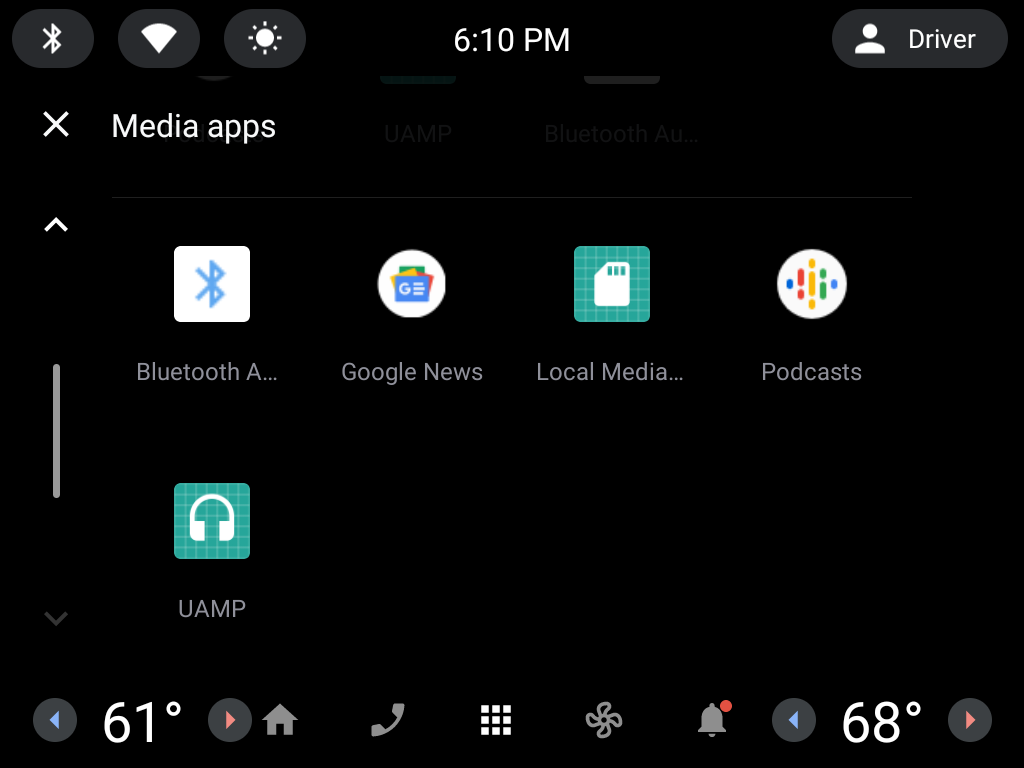 6:10 PM
Driver
UAMP
Bluetooth Au...
Media apps
Bluetooth A...
Google News
Local Media...
Podcasts
UAMP
61°
68°